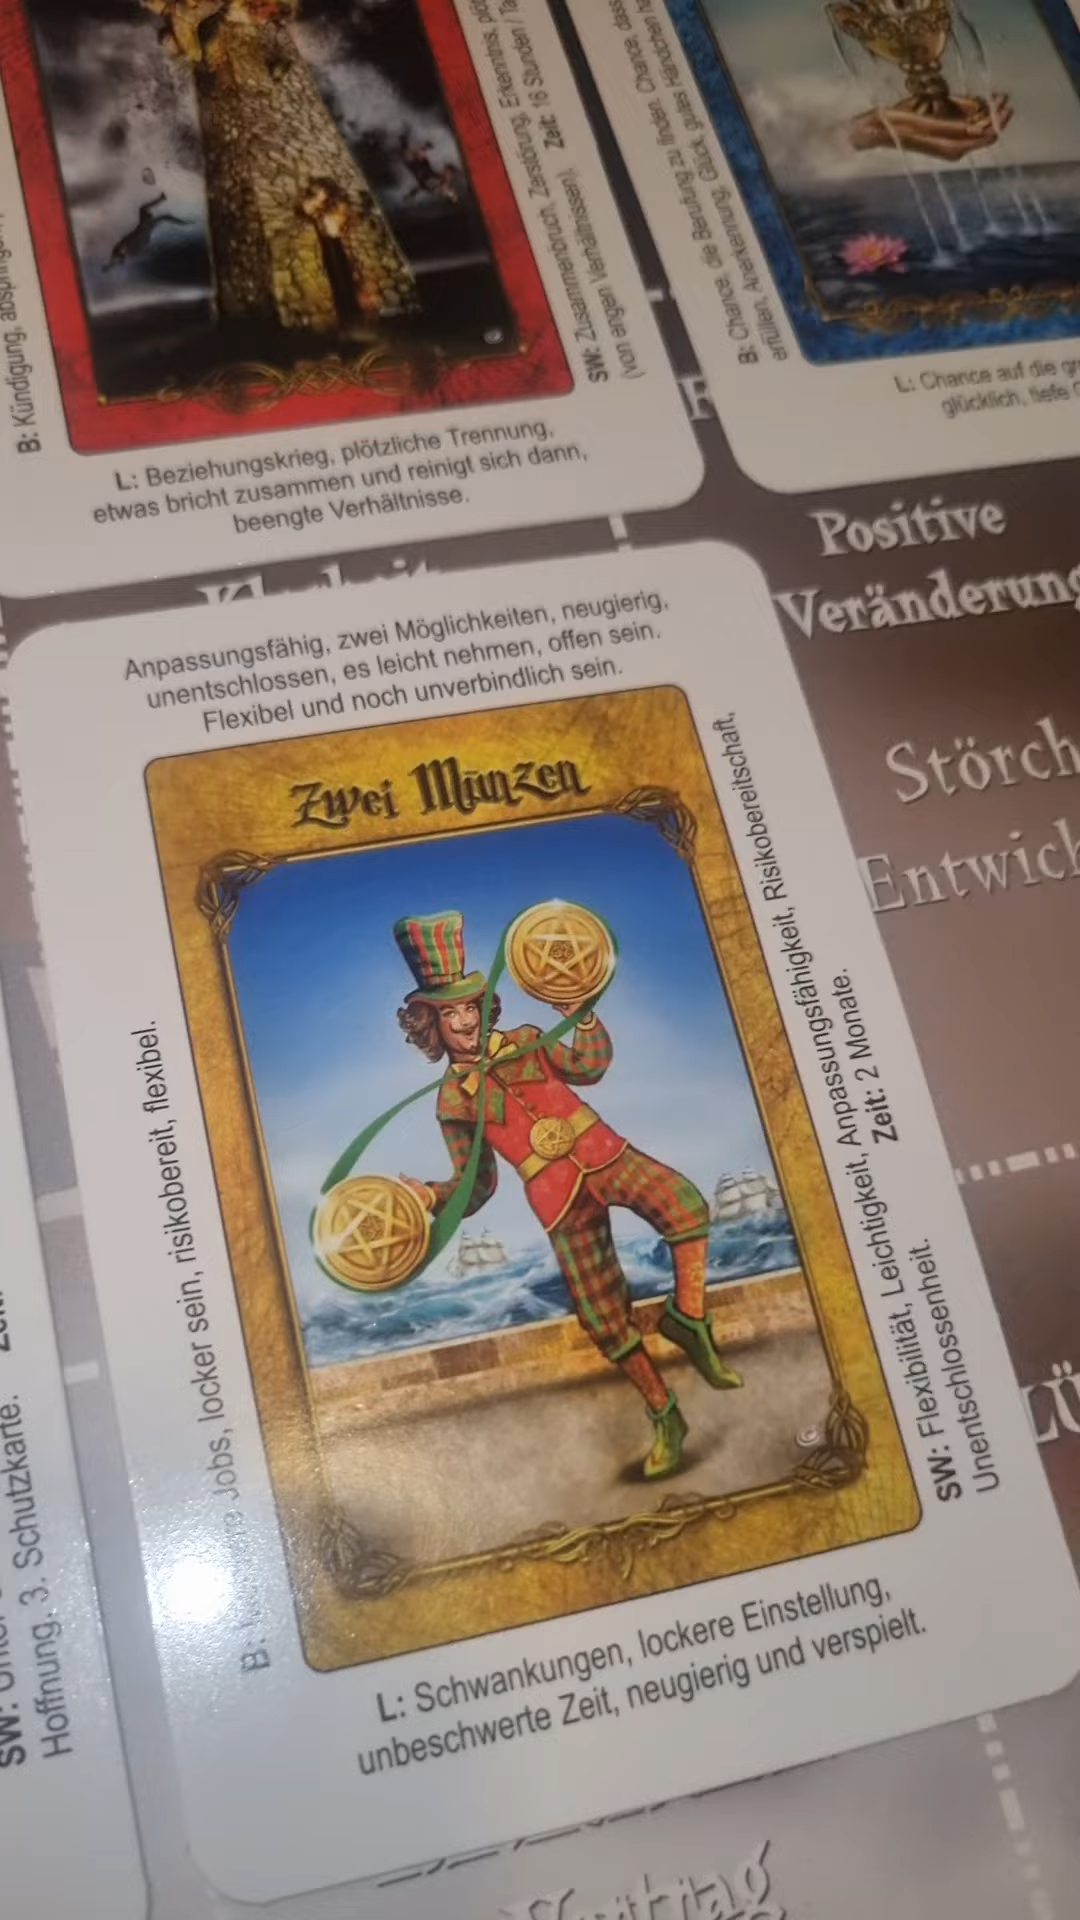 B: Kündigung,
SW: Zusammenbruch, Zerstörung, Erkenntnis,
(von engen Verhältnissen). Zeit: 16 Stunden /
L: Beziehungskrieg, plötzliche Trennung,
etwas bricht zusammen und reinigt sich dann,
beengte Verhältnisse.
B: Chance, die Berufung zu finden, Chance, dass
erfüllen, Anerkennung, Glück, gutes
L: Chance auf die
glücklich, tiefe
Positive
Veränderung
Störch
Entwick
Anpassungsfähig, zwei Möglichkeiten, neugierig,
unentschlossen, es leicht nehmen, offen sein.
Flexibel und noch unverbindlich sein.
Zwei Münzen
B: Jobs, locker sein, risikobereit, flexibel.
SW: Flexibilität, Leichtigkeit, Anpassungsfähigkeit, Risikobereitschaft,
Unentschlossenheit. Zeit: 2 Monate.
L: Schwankungen, lockere Einstellung,
unbeschwerte Zeit, neugierig und verspielt.
SW:
Hoffnung. 3. Schutzkarte.
LÜ